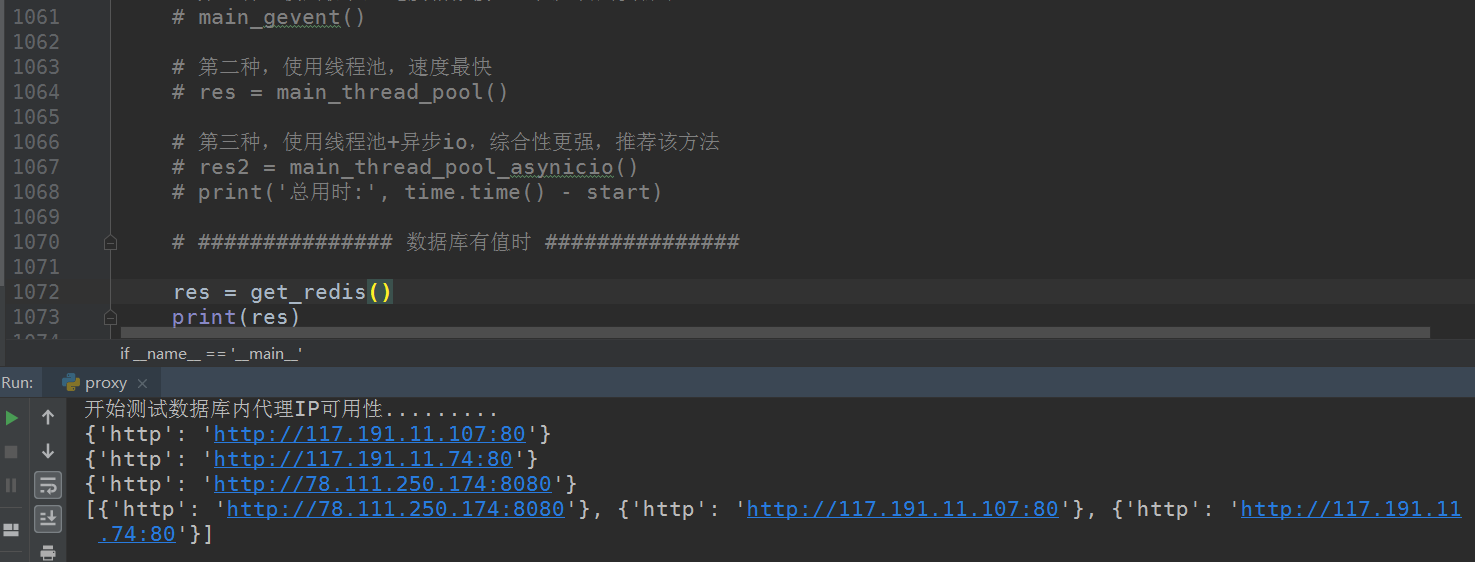 1061 # main_gevent()
1062
1063 # 第二种，使用线程池，速度最快
1064 # res = main_thread_pool()
1065
1066 # 第三种，使用线程池+异步io，综合性更强，推荐该方法
1067 # res2 = main_thread_pool_asynicio()
1068 # print('总用时:', time.time() - start)
1069
1070 # ############### 数据库有值时 ###############
1071
1072 res = get_redis()
1073 print(res)
if __name__ == '__main__'
Run: proxy
开始测试数据库内代理IP可用性.........
{'http': 'http://117.191.11.107:80'}
{'http': 'http://117.191.11.74:80'}
{'http': 'http://78.111.250.174:8080'}
[{'http': 'http://78.111.250.174:8080'}, {'http': 'http://117.191.11.107:80'}, {'http': 'http://117.191.11
.74:80'}]